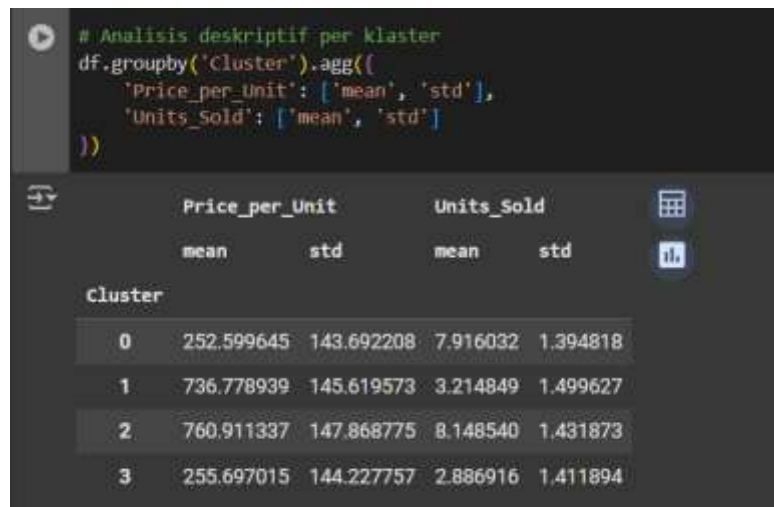 # Analisis deskriptif per klaster
df.groupby('Cluster').agg({
'Price_per_Unit': ['mean', 'std'],
'Units_Sold': ['mean', 'std']
})
Price_per_Unit Units_Sold
mean std mean std
Cluster
0 252.599645 143.692208 7.916032 1.394818
1 736.778939 145.619573 3.214849 1.499627
2 760.911337 147.868775 8.148540 1.431873
3 255.697015 144.227757 2.886916 1.411894